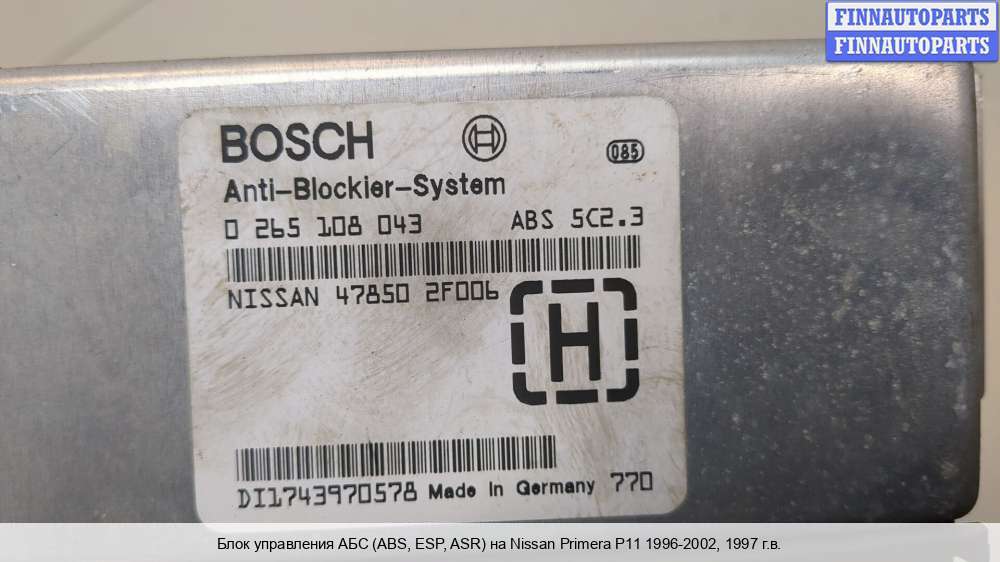 FINNAUTOPARTS
FINNAUTOPARTS
BOSCH
085
Anti-Blockier-System
0 265 108 043 ABS 5C2.3
NISSAN 47850 2F006
H
DI1743970578 Made In Germany 770
Блок управления АБС (ABS, ESP, ASR) на Nissan Primera P11 1996-2002, 1997 г.в.